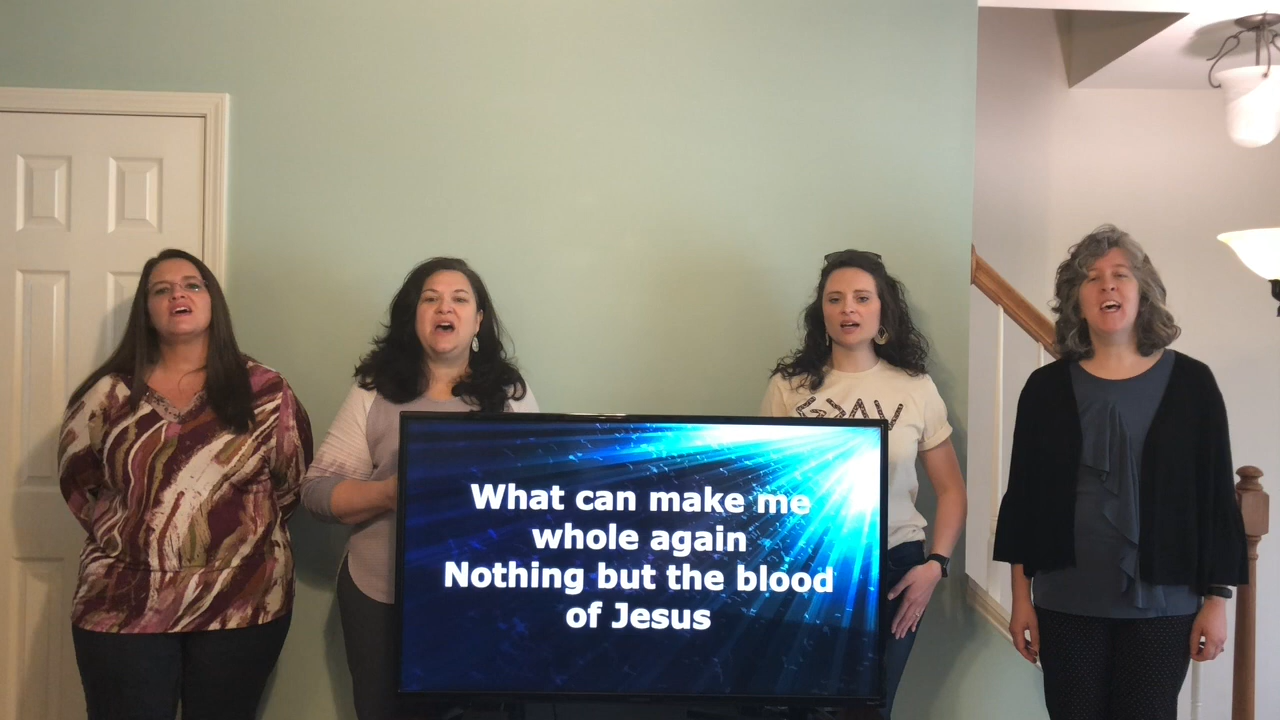 What can make me
whole again
Nothing but the blood
of Jesus